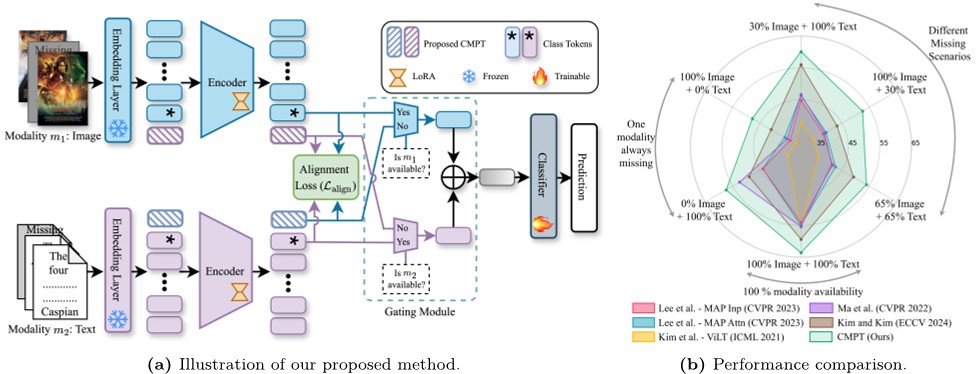 Missing
Modality m₁: Image
Embedding Layer
*
Encoder
*
Proposed CMPT
* *
Class Tokens
LoRA
Frozen
Trainable
Yes
No
Is m₁
available?
Alignment
Loss (ℒalign)
Classifier
Prediction
Missing
The
four
..............
..............
Caspian
Modality m₂: Text
Embedding Layer
*
Encoder
*
No
Yes
Is m₂
available?
Gating Module
(a) Illustration of our proposed method.
30% Image + 100% Text
Different
Missing
Scenarios
100% Image
+ 0% Text
100% Image
+ 30% Text
One
modality
always
missing
35 45 55 65
0% Image
+ 100% Text
65% Image
+ 65% Text
100% Image + 100% Text
100 % modality availability
Lee et al. - MAP Inp (CVPR 2023)
Lee et al. - MAP Attn (CVPR 2023)
Kim et al. - ViLT (ICML 2021)
Ma et al. (CVPR 2022)
Kim and Kim (ECCV 2024)
CMPT (Ours)
(b) Performance comparison.